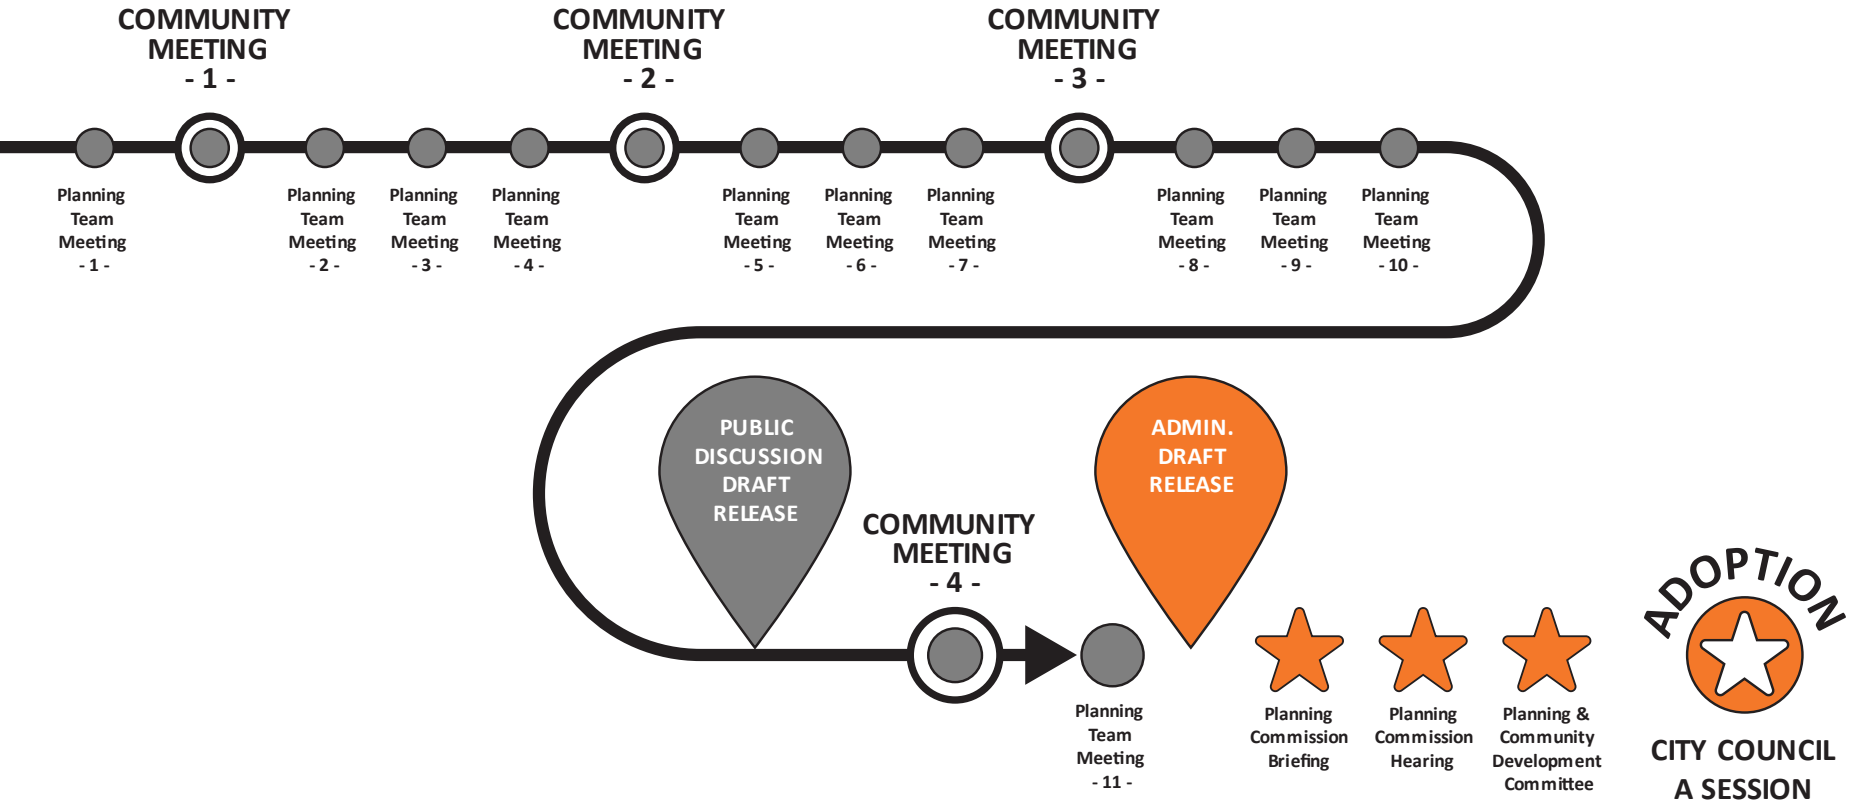 COMMUNITY
MEETING
- 1 -
COMMUNITY
MEETING
- 2 -
COMMUNITY
MEETING
- 3 -
Planning
Team
Meeting
- 1 -
Planning
Team
Meeting
- 2 -
Planning
Team
Meeting
- 3 -
Planning
Team
Meeting
- 4 -
Planning
Team
Meeting
- 5 -
Planning
Team
Meeting
- 6 -
Planning
Team
Meeting
- 7 -
Planning
Team
Meeting
- 8 -
Planning
Team
Meeting
- 9 -
Planning
Team
Meeting
- 10 -
PUBLIC
DISCUSSION
DRAFT
RELEASE
COMMUNITY
MEETING
- 4 -
Planning
Team
Meeting
- 11 -
ADMIN.
DRAFT
RELEASE
Planning
Commission
Briefing
Planning
Commission
Hearing
Planning &
Community
Development
Committee
ADOPTION
CITY COUNCIL
A SESSION